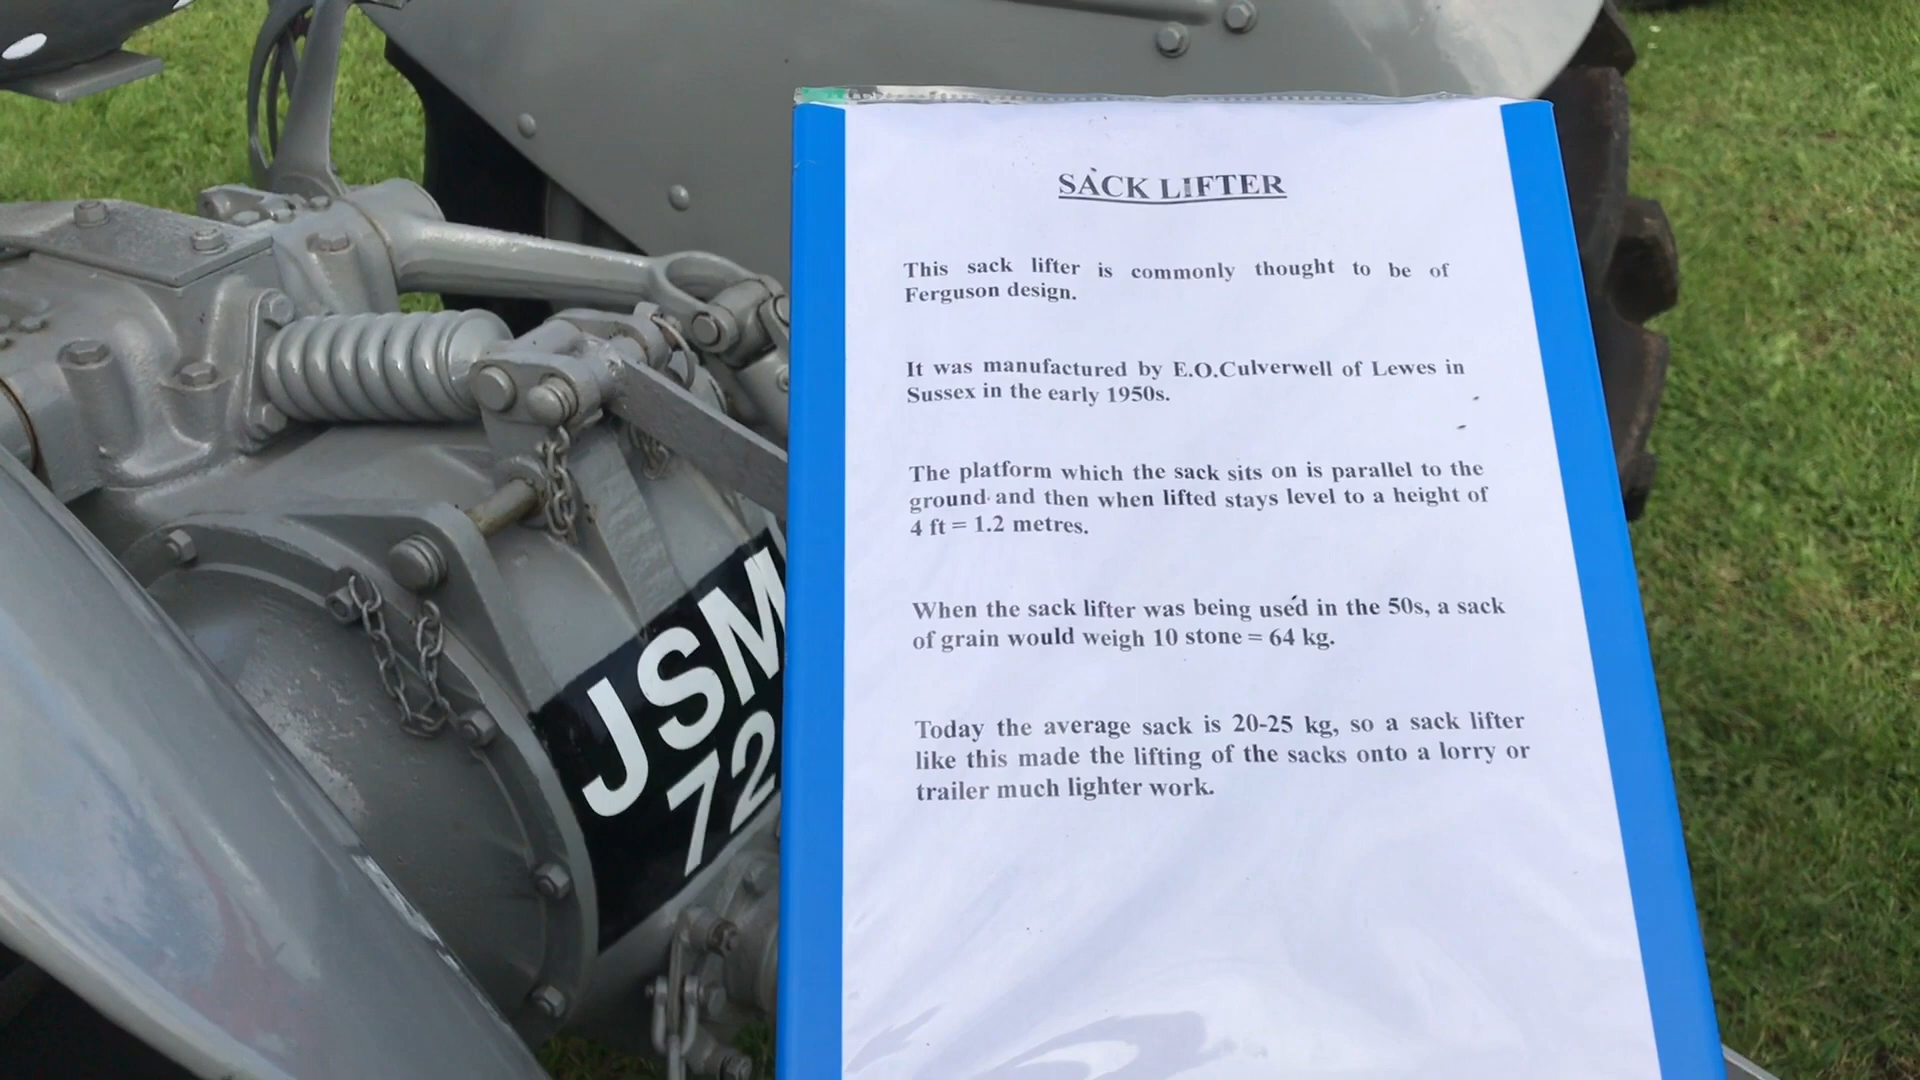 SACK LIFTER
This sack lifter is commonly thought to be of
Ferguson design.
It was manufactured by E.O.Culverwell of Lewes in
Sussex in the early 1950s.
The platform which the sack sits on is parallel to the
ground and then when lifted stays level to a height of
4 ft = 1.2 metres.
When the sack lifter was being used in the 50s, a sack
of grain would weigh 10 stone = 64 kg.
Today the average sack is 20-25 kg, so a sack lifter
like this made the lifting of the sacks onto a lorry or
trailer much lighter work.
JSM
72